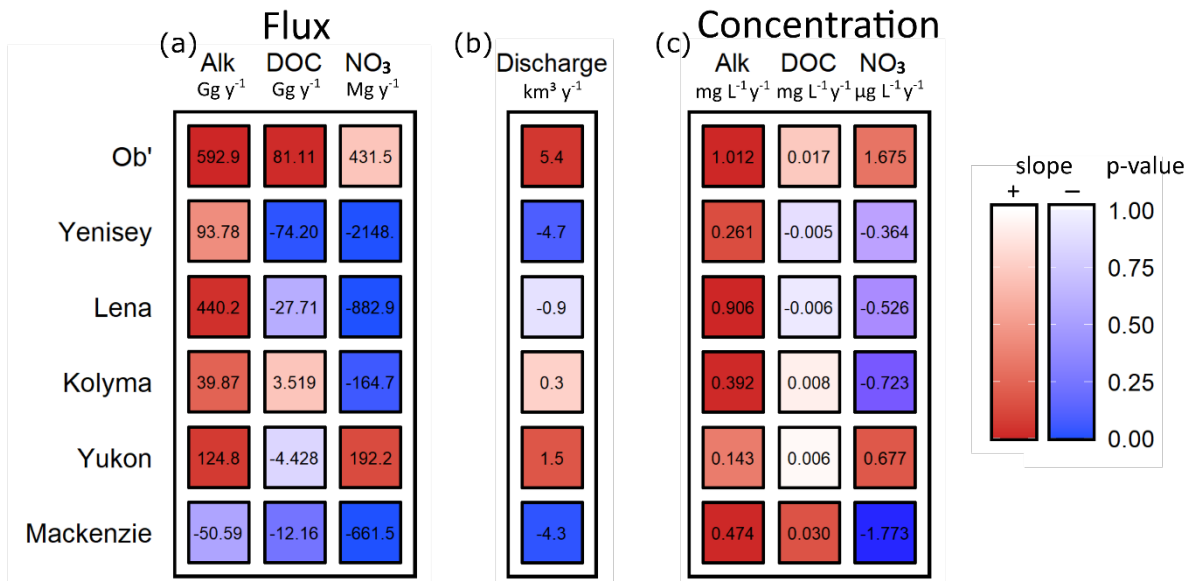 Flux
Concentration
(a)
(b)
(c)
Alk DOC NO₃
Gg y⁻¹ Gg y⁻¹ Mg y⁻¹
Discharge
km³ y⁻¹
Alk DOC NO₃
mg L⁻¹y⁻¹ mg L⁻¹y⁻¹ µg L⁻¹y⁻¹
Ob' 592.9 81.11 431.5 5.4 1.012 0.017 1.675
Yenisey 93.78 -74.20 -2148. -4.7 0.261 -0.005 -0.364
Lena 440.2 -27.71 -882.9 -0.9 0.906 -0.006 -0.526
Kolyma 39.87 3.519 -164.7 0.3 0.392 0.008 -0.723
Yukon 124.8 -4.428 192.2 1.5 0.143 0.006 0.677
Mackenzie -50.59 -12.16 -661.5 -4.3 0.474 0.030 -1.773
slope p-value
+ −
1.00
0.75
0.50
0.25
0.00